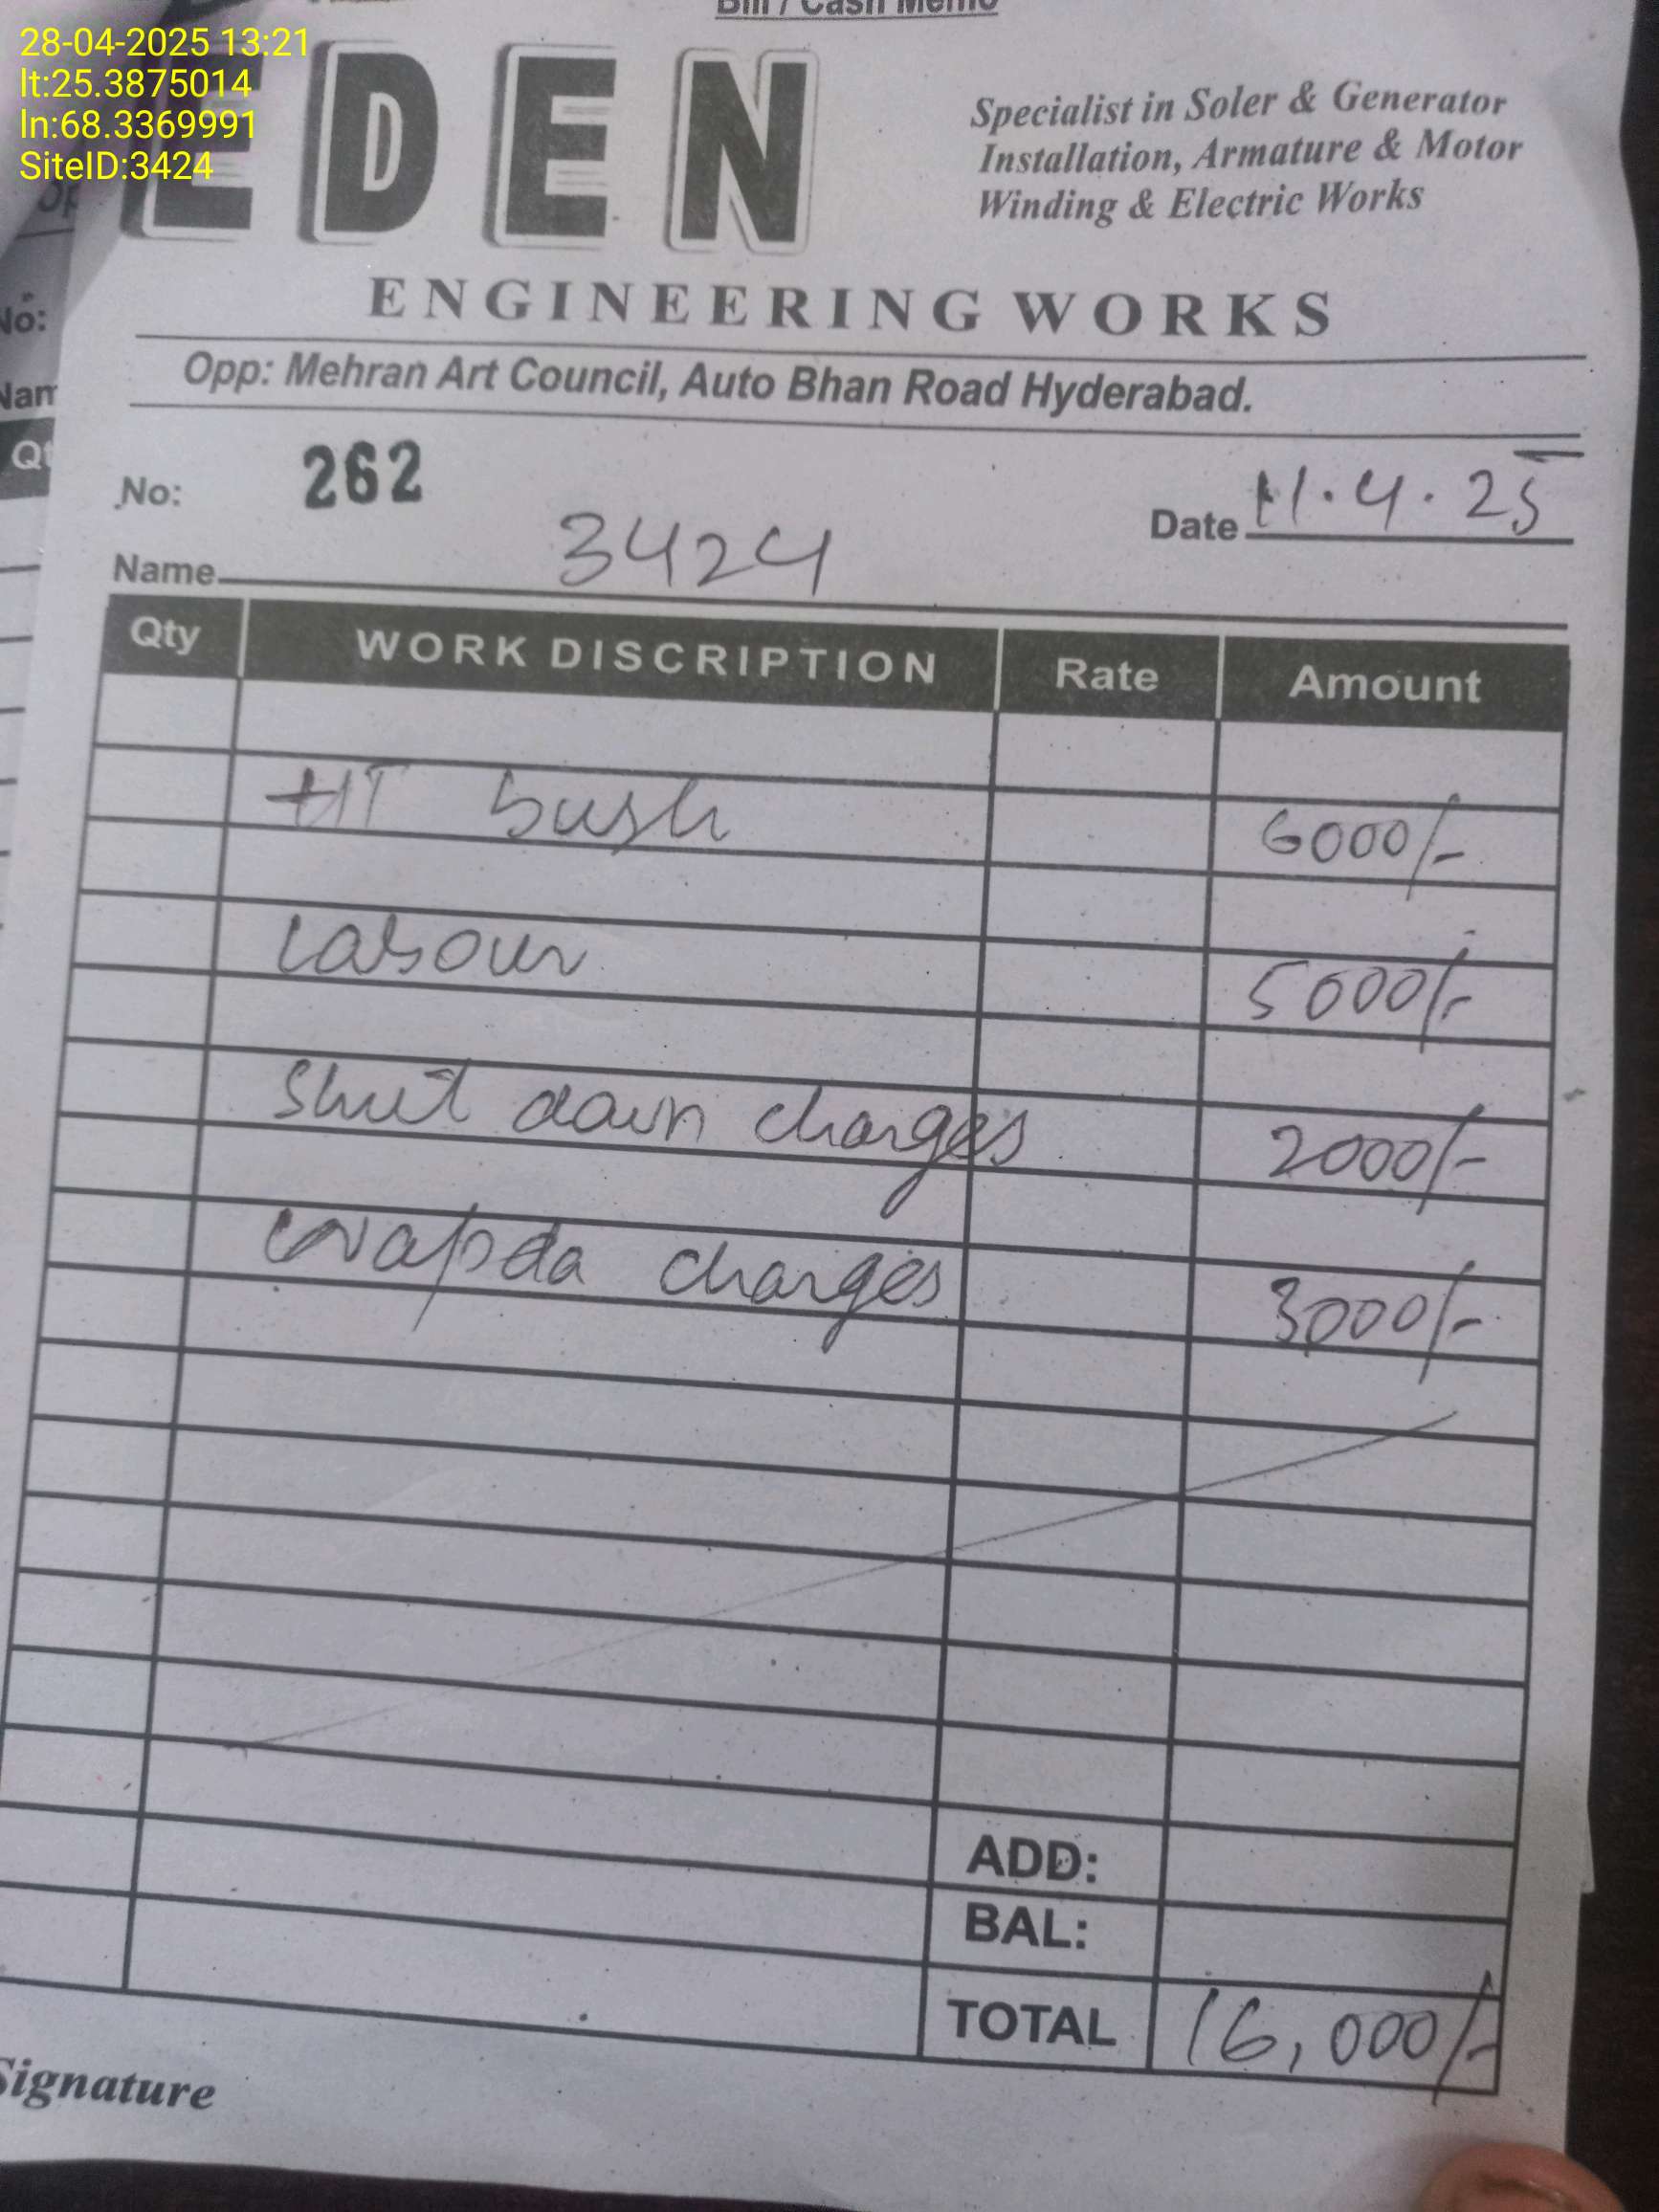 Bill / Cash Memo
28-04-2025 13:21
lt:25.3875014
ln:68.3369991
SiteID:3424
EDEN
Specialist in Soler & Generator
Installation, Armature & Motor
Winding & Electric Works
ENGINEERING WORKS
Opp: Mehran Art Council, Auto Bhan Road Hyderabad.
No: 262
Date 11.4.25
Name 3424
Qty WORK DISCRIPTION Rate Amount
HT bush 6000/-
Labour 5000/-
Shut down charges 2000/-
wapda charges 3000/-
ADD:
BAL:
TOTAL 16,000/-
Signature